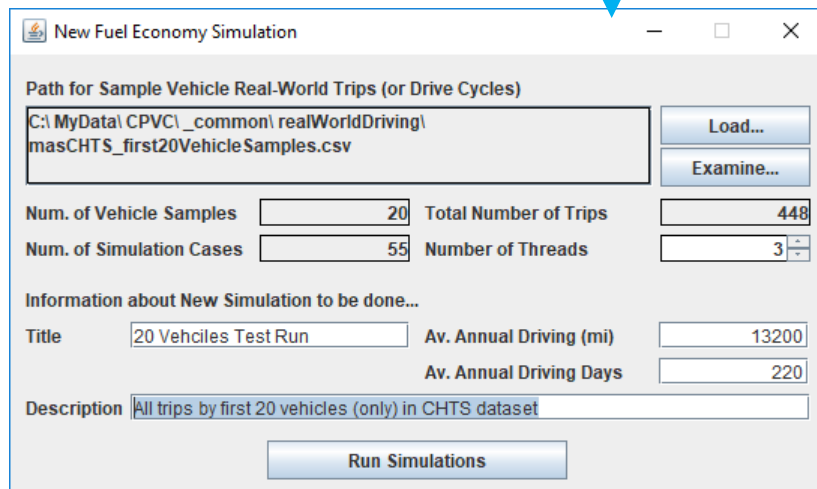 New Fuel Economy Simulation
Path for Sample Vehicle Real-World Trips (or Drive Cycles)
C:\ MyData\ CPVC\ _common\ realWorldDriving\
masCHTS_first20VehicleSamples.csv
Load...
Examine...
Num. of Vehicle Samples 20 Total Number of Trips 448
Num. of Simulation Cases 55 Number of Threads 3
Information about New Simulation to be done...
Title 20 Vehciles Test Run Av. Annual Driving (mi) 13200
Av. Annual Driving Days 220
Description All trips by first 20 vehicles (only) in CHTS dataset
Run Simulations